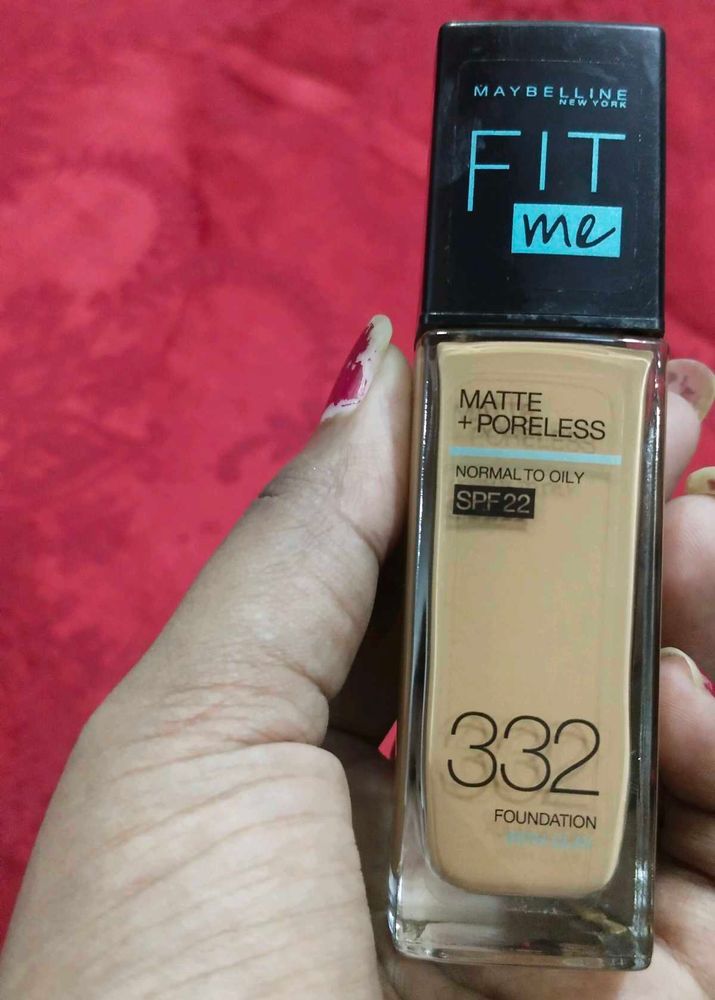 MAYBELLINE
NEW YORK
FIT
me
MATTE
+ PORELESS
NORMAL TO OILY
SPF 22
332
FOUNDATION